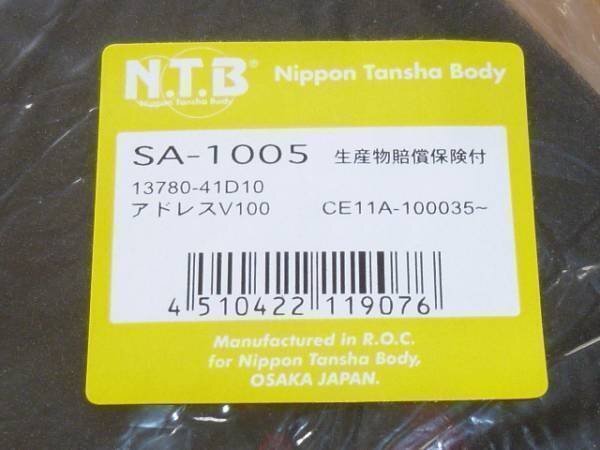 N.T.B® Nippon Tansha Body
Nippon Tansha Body
SA-1005 生産物賠償保険付
13780-41D10
アドレスV100 CE11A-100035~
4 510422 119076
Manufactured in R.O.C.
for Nippon Tansha Body,
OSAKA JAPAN.